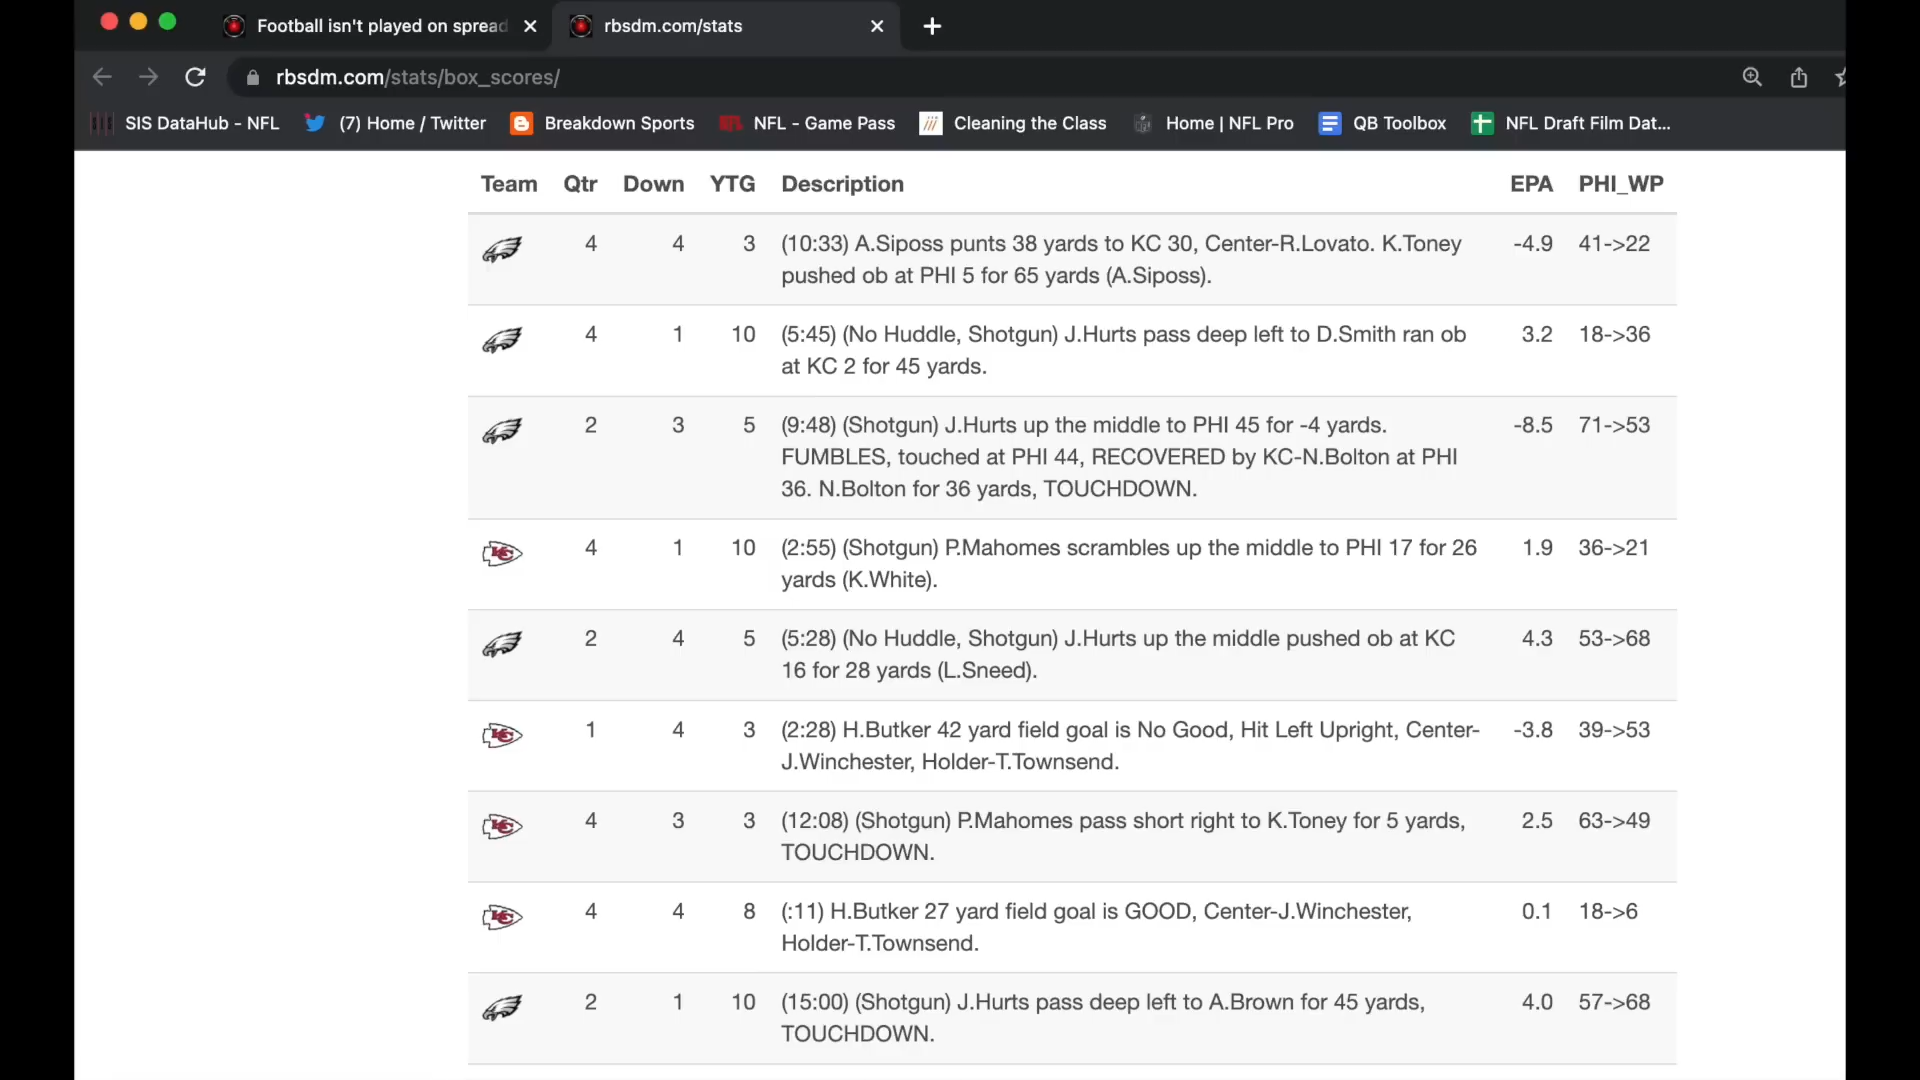 Football isn't played on spread
rbsdm.com/stats
rbsdm.com/stats/box_scores/
SIS DataHub - NFL (7) Home / Twitter Breakdown Sports NFL - Game Pass Cleaning the Class Home | NFL Pro QB Toolbox NFL Draft Film Dat...
Team Qtr Down YTG Description EPA PHI_WP
4 4 3 (10:33) A.Siposs punts 38 yards to KC 30, Center-R.Lovato. K.Toney -4.9 41->22
pushed ob at PHI 5 for 65 yards (A.Siposs).
4 1 10 (5:45) (No Huddle, Shotgun) J.Hurts pass deep left to D.Smith ran ob 3.2 18->36
at KC 2 for 45 yards.
2 3 5 (9:48) (Shotgun) J.Hurts up the middle to PHI 45 for -4 yards. -8.5 71->53
FUMBLES, touched at PHI 44, RECOVERED by KC-N.Bolton at PHI
36. N.Bolton for 36 yards, TOUCHDOWN.
4 1 10 (2:55) (Shotgun) P.Mahomes scrambles up the middle to PHI 17 for 26 1.9 36->21
yards (K.White).
2 4 5 (5:28) (No Huddle, Shotgun) J.Hurts up the middle pushed ob at KC 4.3 53->68
16 for 28 yards (L.Sneed).
1 4 3 (2:28) H.Butker 42 yard field goal is No Good, Hit Left Upright, Center- -3.8 39->53
J.Winchester, Holder-T.Townsend.
4 3 3 (12:08) (Shotgun) P.Mahomes pass short right to K.Toney for 5 yards, 2.5 63->49
TOUCHDOWN.
4 4 8 (:11) H.Butker 27 yard field goal is GOOD, Center-J.Winchester, 0.1 18->6
Holder-T.Townsend.
2 1 10 (15:00) (Shotgun) J.Hurts pass deep left to A.Brown for 45 yards, 4.0 57->68
TOUCHDOWN.